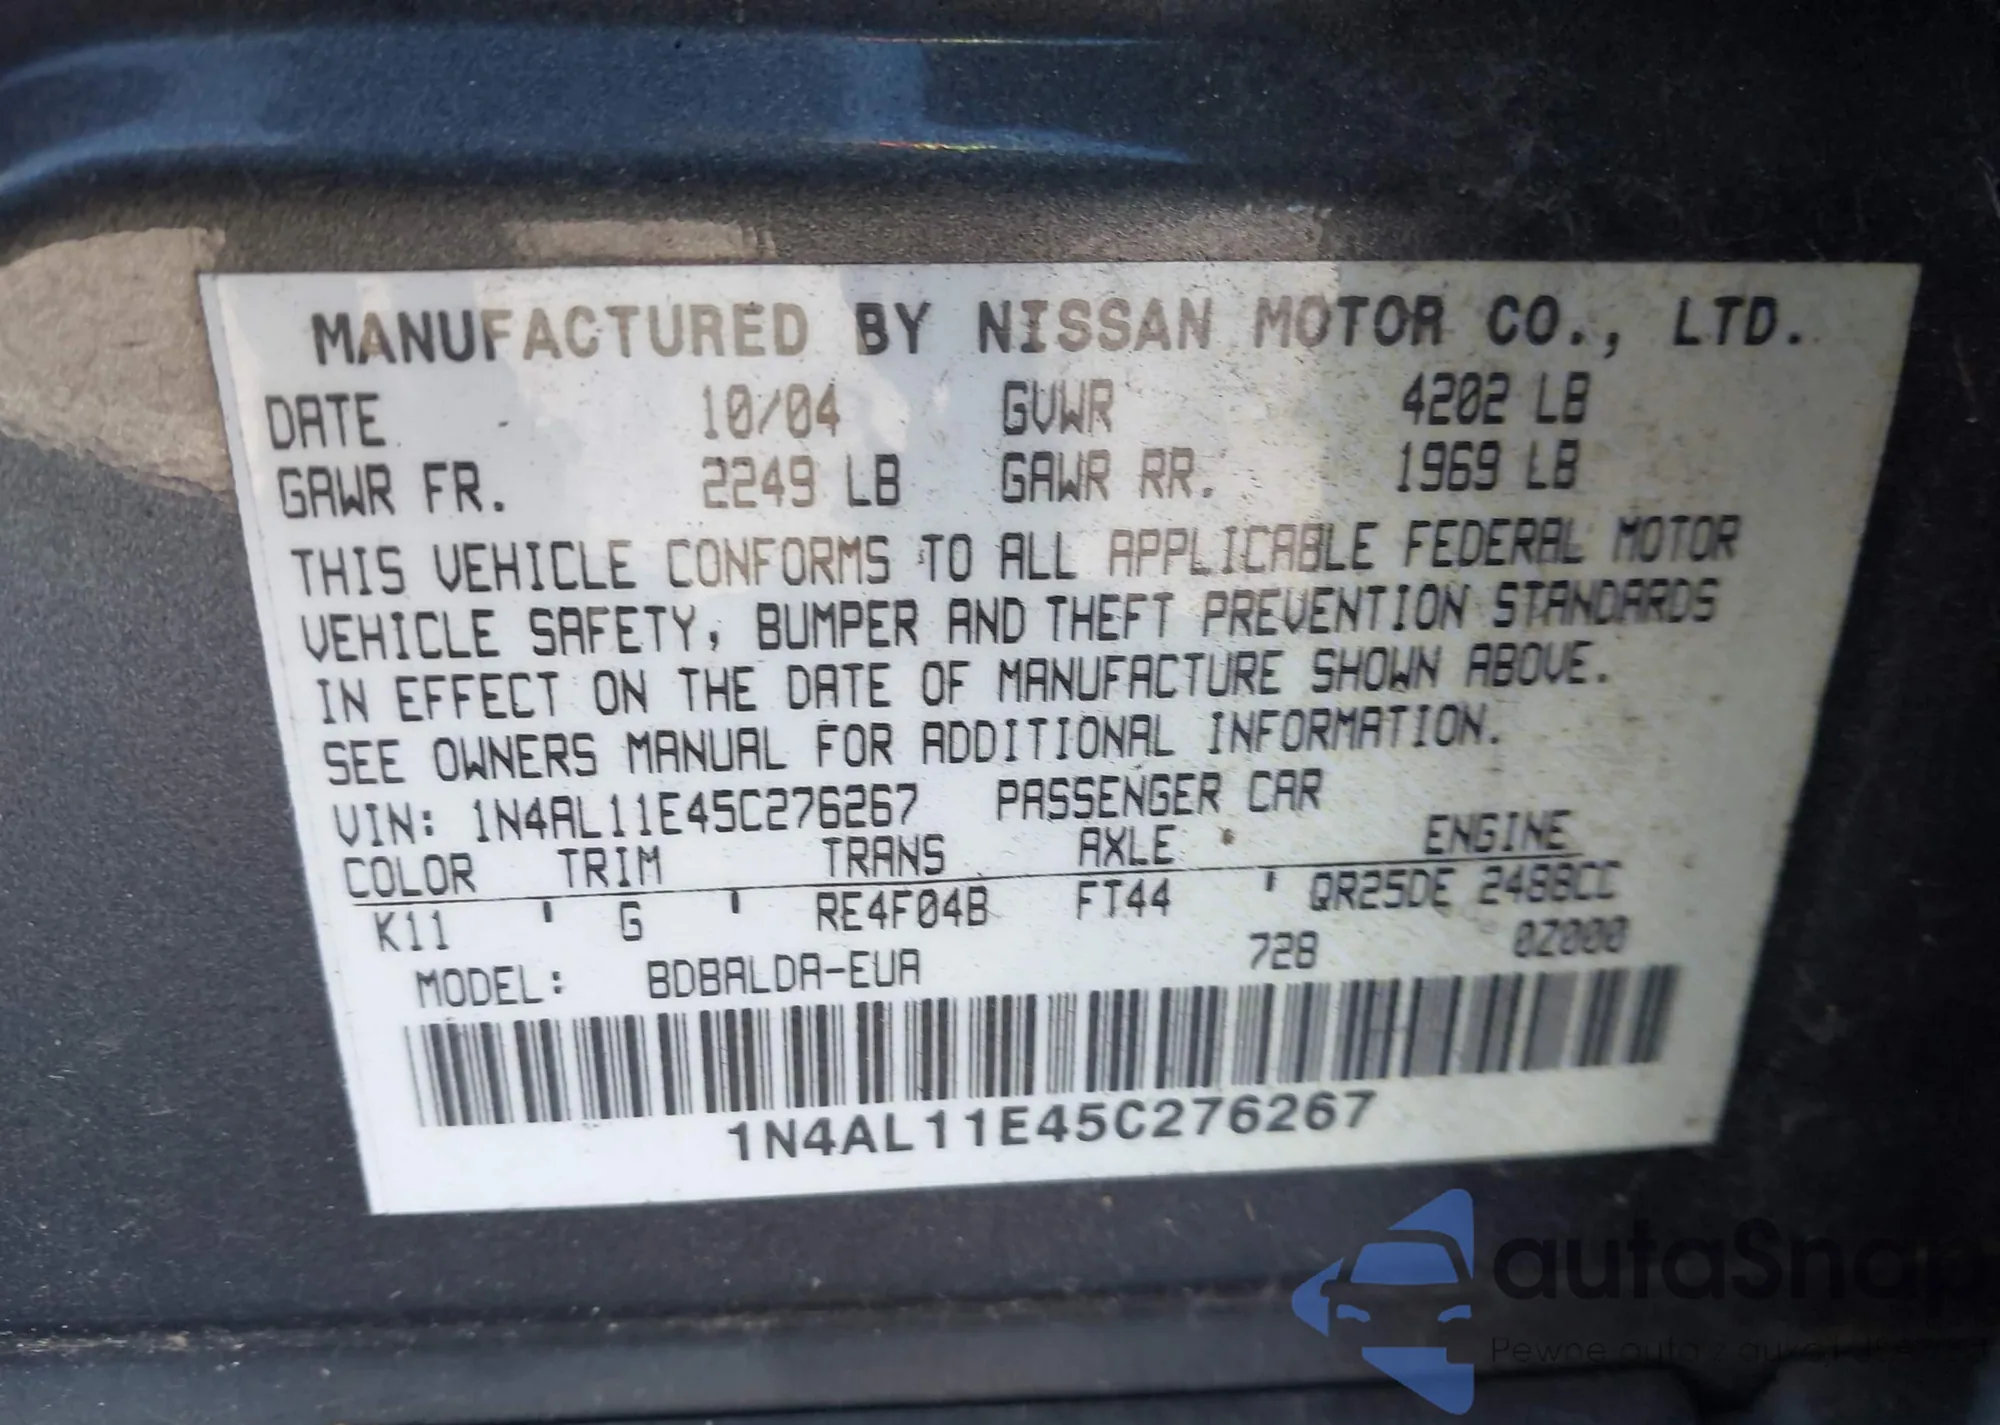 MANUFACTURED BY NISSAN MOTOR CO., LTD.
DATE 10/04 GVWR 4202 LB
GAWR FR. 2249 LB GAWR RR. 1969 LB
THIS VEHICLE CONFORMS TO ALL APPLICABLE FEDERAL MOTOR
VEHICLE SAFETY, BUMPER AND THEFT PREVENTION STANDARDS
IN EFFECT ON THE DATE OF MANUFACTURE SHOWN ABOVE.
SEE OWNERS MANUAL FOR ADDITIONAL INFORMATION.
VIN: 1N4AL11E45C276267 PASSENGER CAR
COLOR TRIM TRANS AXLE ENGINE
K11 ' G ' RE4F04B FT44 ' QR25DE 2488CC
MODEL: BDBALDA-EUA 728 0Z000
1N4AL11E45C276267
autaSnap
Pewne auta z